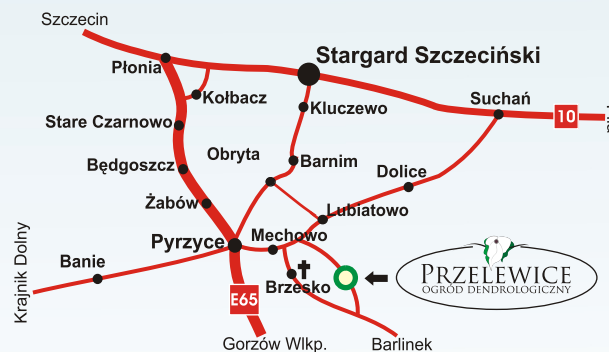 Szczecin
Stargard Szczeciński
Płonia
Kołbacz
Suchań
Kluczewo
10
Stare Czarnowo
Obryta
Barnim
Będgoszcz
Dolice
Żabów
Lubiatowo
Pyrzyce
Mechowo
Krajnik Dolny
Banie
Brzesko
PRZELEWICE
OGRÓD DENDROLOGICZNY
E65
Gorzów Wlkp.
Barlinek